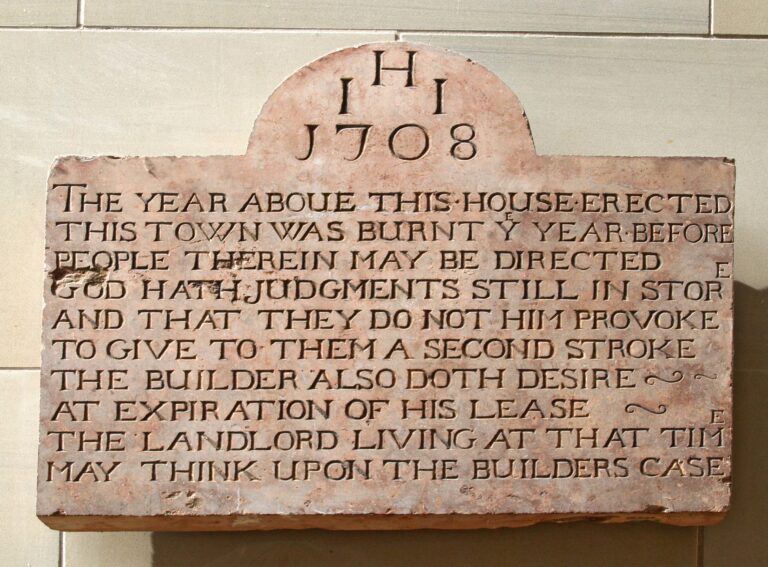 H
I I
1708
THE YEAR ABOUE THIS·HOUSE·ERECTED
THIS TOWN WAS BURNT Yᴱ YEAR·BEFORE
PEOPLE THEREIN MAY BE DIRECTED
GOD HATH JUDGMENTS STILL IN STORE
AND THAT THEY DO NOT HIM PROVOKE
TO GIVE TO THEM A SECOND STROKE
THE BUILDER ALSO DOTH DESIRE
AT EXPIRATION OF HIS LEASE
THE LANDLORD LIVING AT THAT TIME
MAY THINK UPON THE BUILDERS CASE